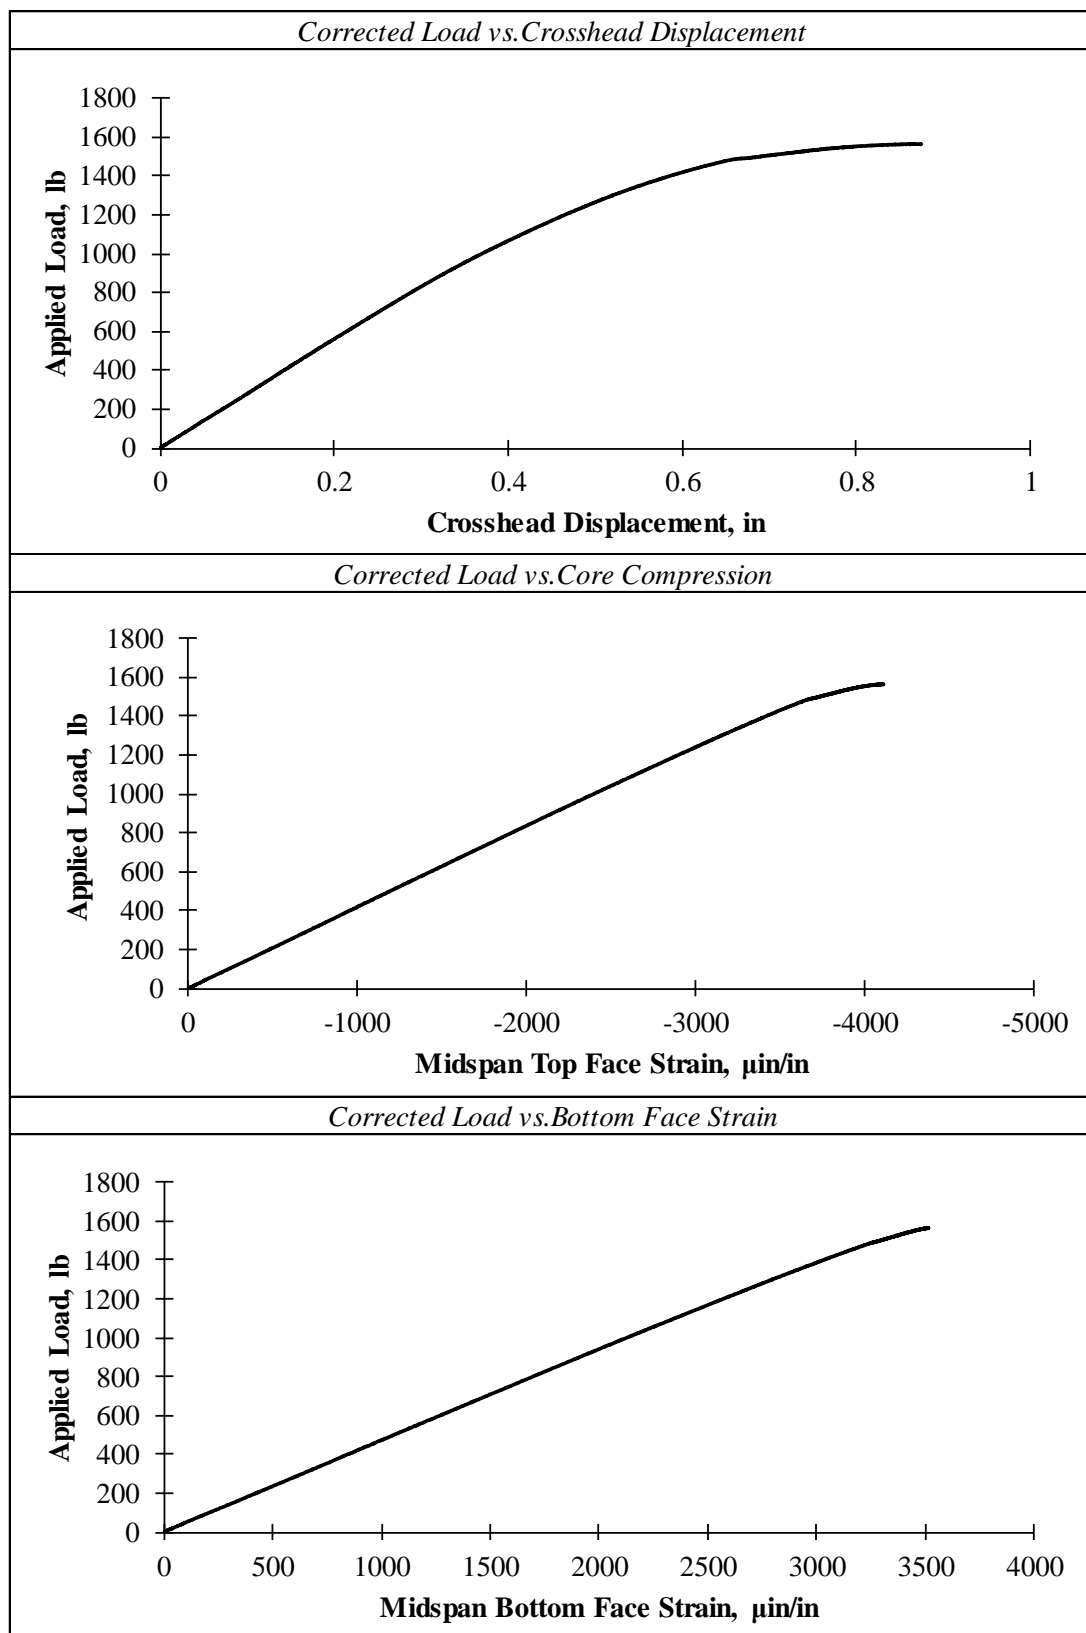 Corrected Load vs.Crosshead Displacement
1800
1600
1400
1200
1000
800
600
400
200
0
Applied Load, lb
0 0.2 0.4 0.6 0.8 1
Crosshead Displacement, in
Corrected Load vs.Core Compression
1800
1600
1400
1200
1000
800
600
400
200
0
Applied Load, lb
0 -1000 -2000 -3000 -4000 -5000
Midspan Top Face Strain, µin/in
Corrected Load vs.Bottom Face Strain
1800
1600
1400
1200
1000
800
600
400
200
0
Applied Load, lb
0 500 1000 1500 2000 2500 3000 3500 4000
Midspan Bottom Face Strain, µin/in